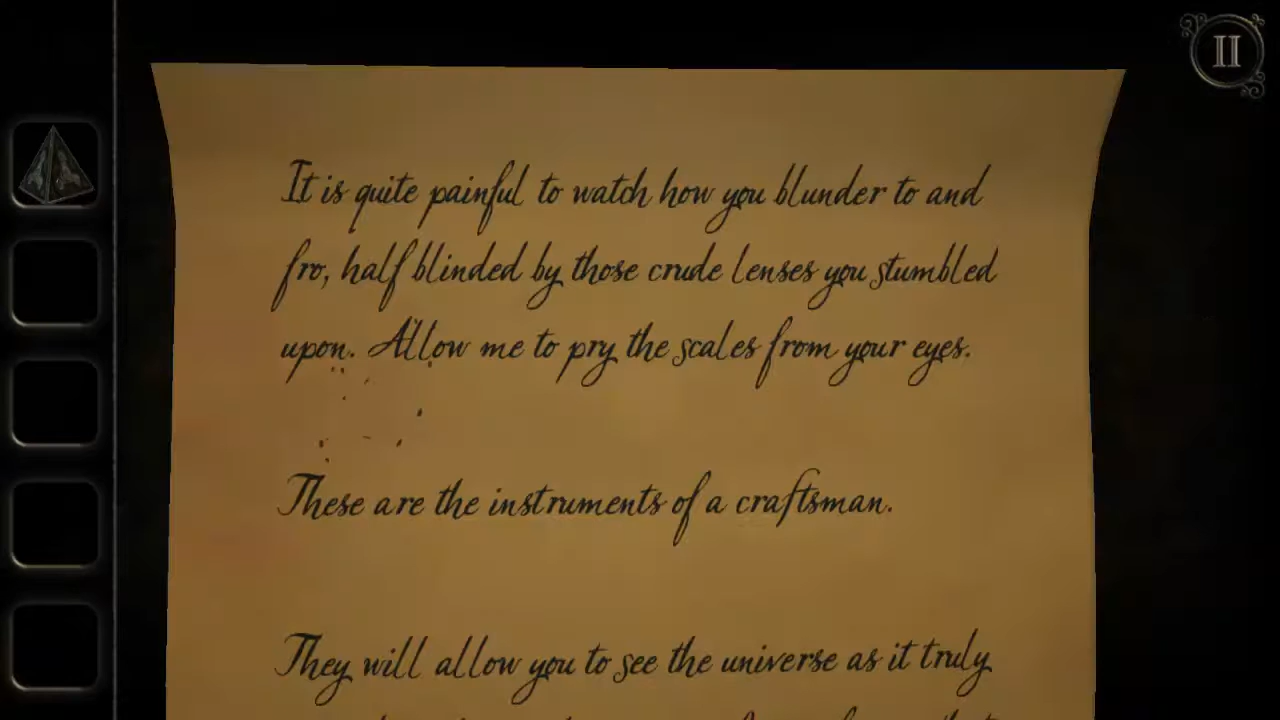 II
It is quite painful to watch how you blunder to and
fro, half blinded by those crude lenses you stumbled
upon. Allow me to pry the scales from your eyes.
These are the instruments of a craftsman.
They will allow you to see the universe as it truly